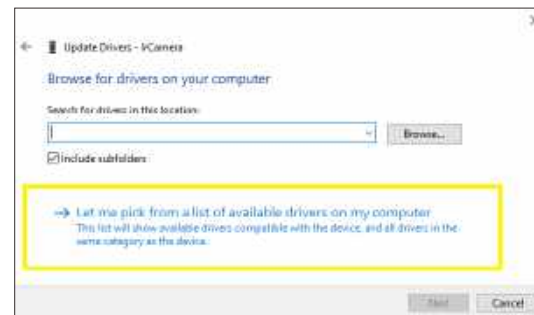 Update Drivers - IrCamera
Browse for drivers on your computer
Search for drivers in this location:
Browse...
Include subfolders
Let me pick from a list of available drivers on my computer
This list will show available drivers compatible with the device, and all drivers in the
same category as the device.
Next
Cancel